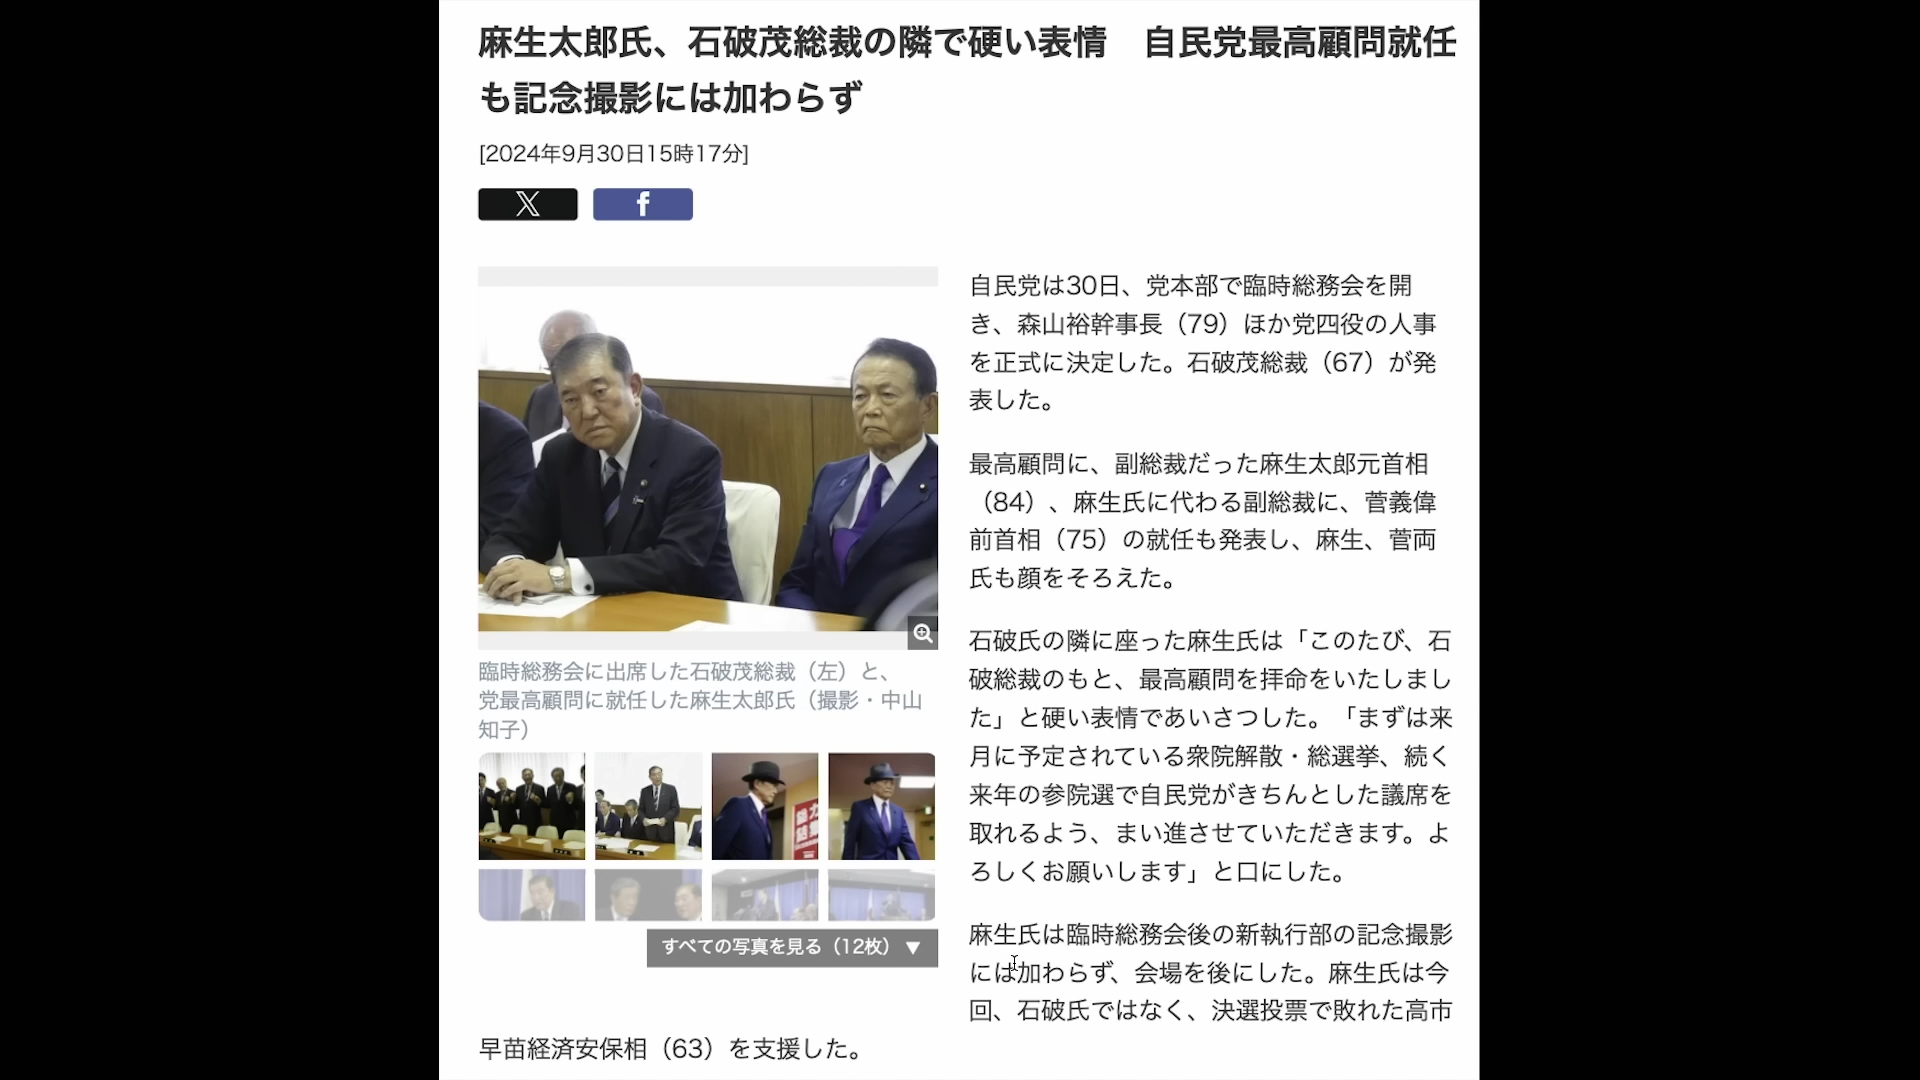 麻生太郎氏、石破茂総裁の隣で硬い表情　自民党最高顧問就任
も記念撮影には加わらず
[2024年9月30日15時17分]
自民党は30日、党本部で臨時総務会を開
き、森山裕幹事長（79）ほか党四役の人事
を正式に決定した。石破茂総裁（67）が発
表した。
最高顧問に、副総裁だった麻生太郎元首相
（84）、麻生氏に代わる副総裁に、菅義偉
前首相（75）の就任も発表し、麻生、菅両
氏も顔をそろえた。
石破氏の隣に座った麻生氏は「このたび、石
破総裁のもと、最高顧問を拝命をいたしまし
た」と硬い表情であいさつした。「まずは来
月に予定されている衆院解散・総選挙、続く
来年の参院選で自民党がきちんとした議席を
取れるよう、まい進させていただきます。よ
ろしくお願いします」と口にした。
麻生氏は臨時総務会後の新執行部の記念撮影
には加わらず、会場を後にした。麻生氏は今
回、石破氏ではなく、決選投票で敗れた高市
早苗経済安保相（63）を支援した。
臨時総務会に出席した石破茂総裁（左）と、
党最高顧問に就任した麻生太郎氏（撮影・中山
知子）
すべての写真を見る（12枚）▼